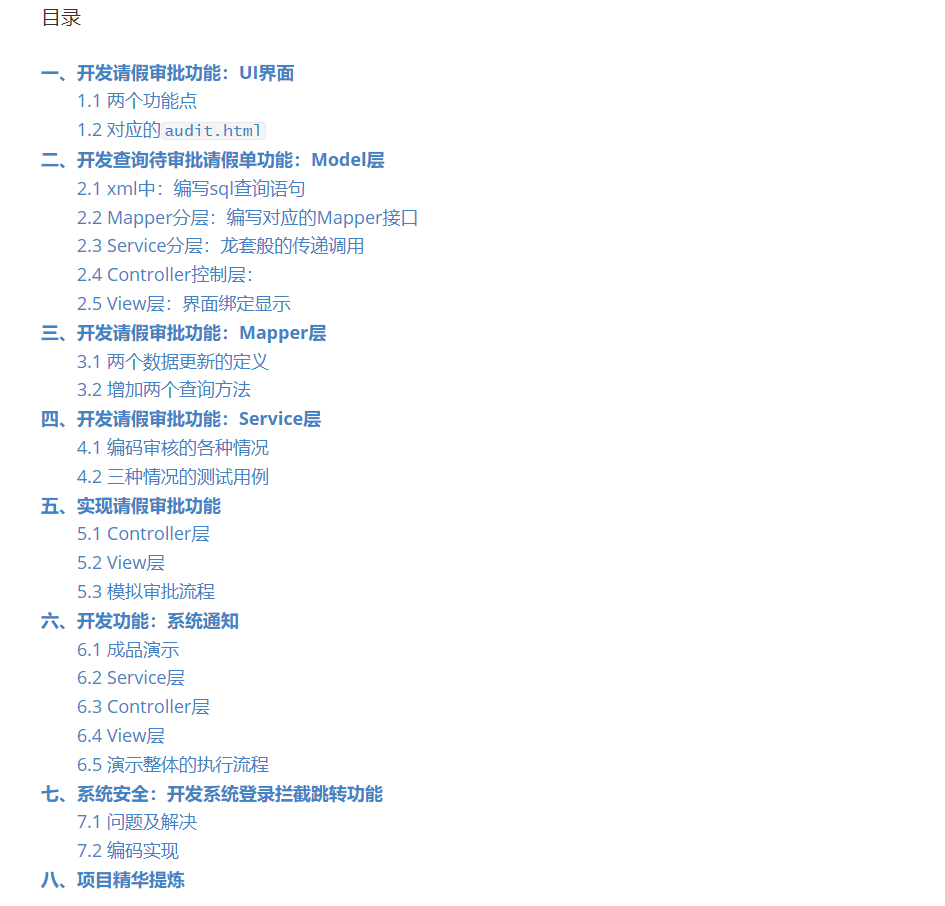 目录
一、开发请假审批功能：UI界面
1.1 两个功能点
1.2 对应的audit.html
二、开发查询待审批请假单功能：Model层
2.1 xml中：编写sql查询语句
2.2 Mapper分层：编写对应的Mapper接口
2.3 Service分层：龙套般的传递调用
2.4 Controller控制层：
2.5 View层：界面绑定显示
三、开发请假审批功能：Mapper层
3.1 两个数据更新的定义
3.2 增加两个查询方法
四、开发请假审批功能：Service层
4.1 编码审核的各种情况
4.2 三种情况的测试用例
五、实现请假审批功能
5.1 Controller层
5.2 View层
5.3 模拟审批流程
六、开发功能：系统通知
6.1 成品演示
6.2 Service层
6.3 Controller层
6.4 View层
6.5 演示整体的执行流程
七、系统安全：开发系统登录拦截跳转功能
7.1 问题及解决
7.2 编码实现
八、项目精华提炼